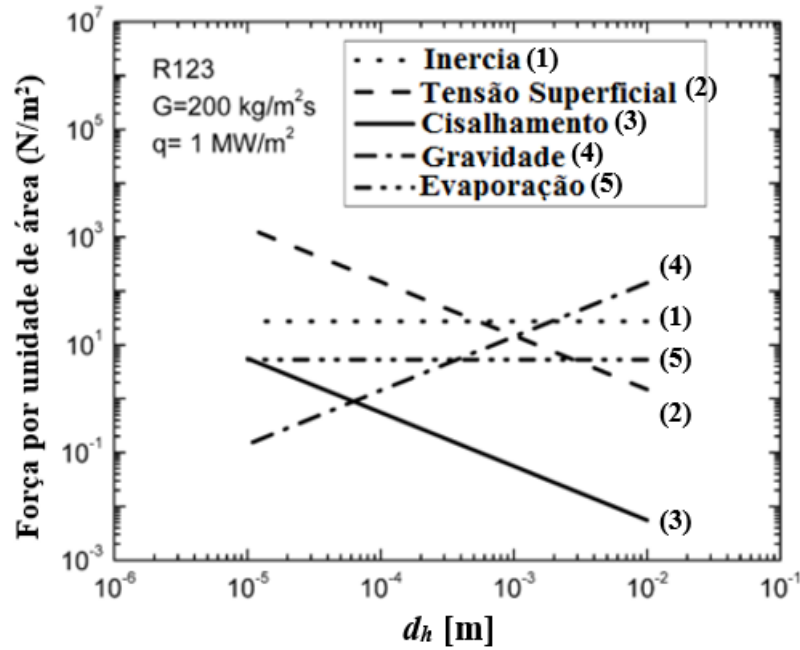 Força por unidade de área (N/m²)
10⁷
10⁵
10³
10¹
10⁻¹
10⁻³
R123
G=200 kg/m²s
q= 1 MW/m²
Inercia (1)
Tensão Superficial (2)
Cisalhamento (3)
Gravidade (4)
Evaporação (5)
(4)
(1)
(5)
(2)
(3)
10⁻⁶ 10⁻⁵ 10⁻⁴ 10⁻³ 10⁻² 10⁻¹
dₕ [m]